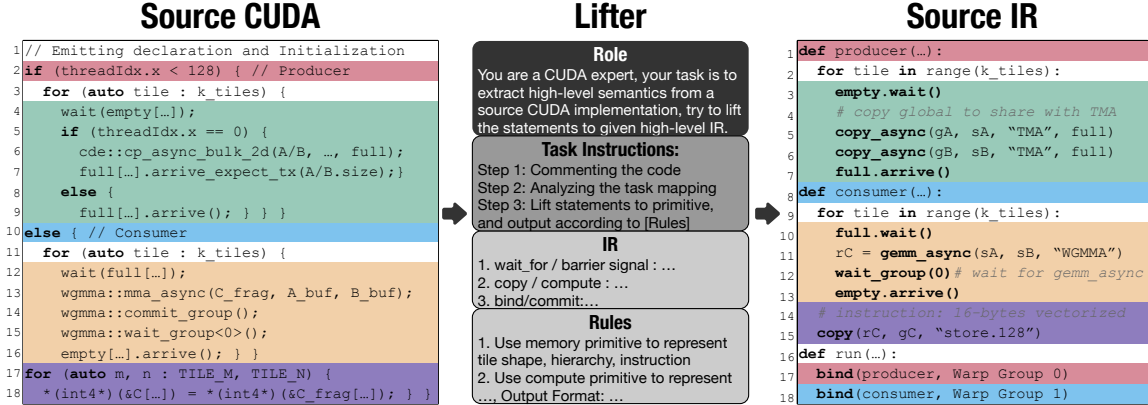 Source CUDA
1 // Emitting declaration and Initialization
2 if (threadIdx.x < 128) { // Producer
3 for (auto tile : k_tiles) {
4 wait(empty[…]);
5 if (threadIdx.x == 0) {
6 cde::cp_async_bulk_2d(A/B, …, full);
7 full[…].arrive_expect_tx(A/B.size);}
8 else {
9 full[…].arrive(); } } }
10 else { // Consumer
11 for (auto tile : k_tiles) {
12 wait(full[…]);
13 wgmma::mma_async(C_frag, A_buf, B_buf);
14 wgmma::commit_group();
15 wgmma::wait_group<0>();
16 empty[…].arrive(); } }
17 for (auto m, n : TILE_M, TILE_N) {
18 *(int4*)(&C[…]) = *(int4*)(&C_frag[…]); } }
Lifter
Role
You are a CUDA expert, your task is to
extract high-level semantics from a
source CUDA implementation, try to lift
the statements to given high-level IR.
Task Instructions:
Step 1: Commenting the code
Step 2: Analyzing the task mapping
Step 3: Lift statements to primitive,
and output according to [Rules]
IR
1. wait_for / barrier signal : …
2. copy / compute : …
3. bind/commit:…
Rules
1. Use memory primitive to represent
tile shape, hierarchy, instruction
2. Use compute primitive to represent
…, Output Format: …
Source IR
1 def producer(…):
2 for tile in range(k_tiles):
3 empty.wait()
4 # copy global to share with TMA
5 copy_async(gA, sA, “TMA”, full)
6 copy_async(gB, sB, “TMA”, full)
7 full.arrive()
8 def consumer(…):
9 for tile in range(k_tiles):
10 full.wait()
11 rC = gemm_async(sA, sB, “WGMMA”)
12 wait_group(0) # wait for gemm_async
13 empty.arrive()
14 # instruction: 16-bytes vectorized
15 copy(rC, gC, “store.128”)
16 def run(…):
17 bind(producer, Warp Group 0)
18 bind(consumer, Warp Group 1)